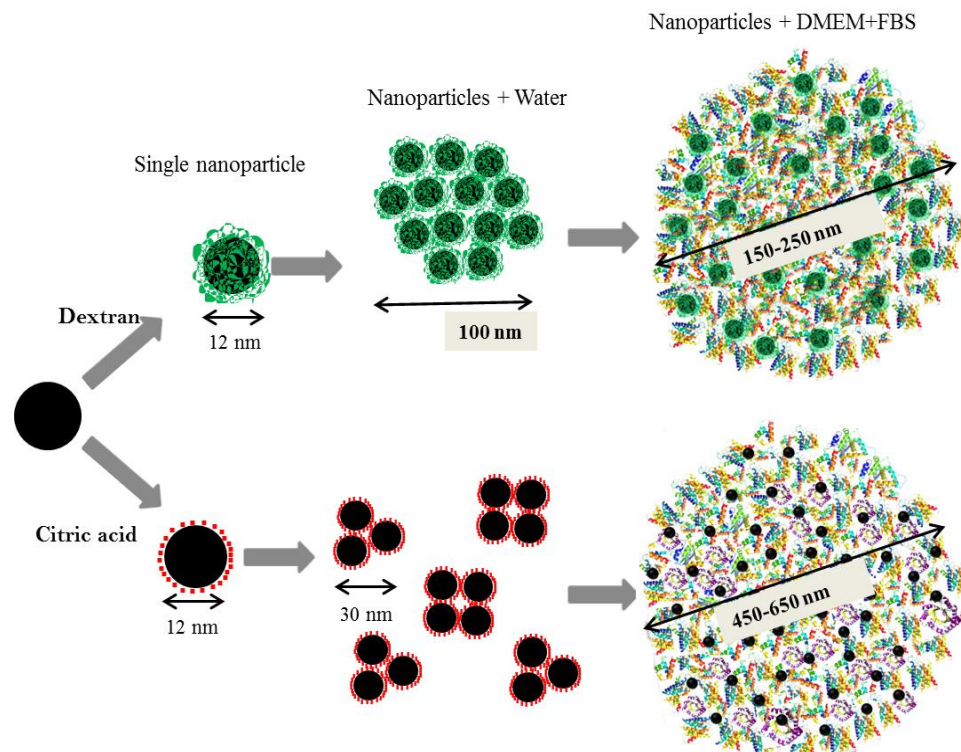 Nanoparticles + DMEM+FBS
Nanoparticles + Water
Single nanoparticle
150-250 nm
Dextran
12 nm
100 nm
Citric acid
12 nm
30 nm
450-650 nm